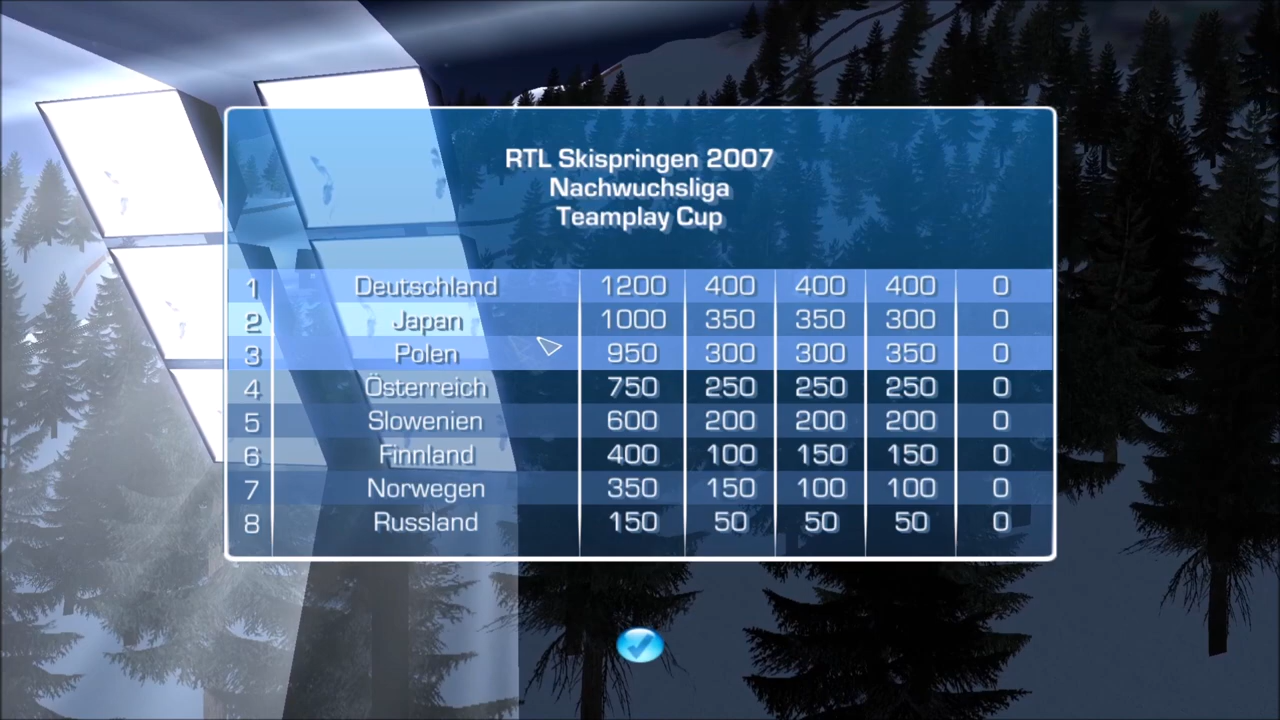 RTL Skispringen 2007
Nachwuchsliga
Teamplay Cup
1 Deutschland 1200 400 400 400 0
2 Japan 1000 350 350 300 0
3 Polen 950 300 300 350 0
4 Österreich 750 250 250 250 0
5 Slowenien 600 200 200 200 0
6 Finnland 400 100 150 150 0
7 Norwegen 350 150 100 100 0
8 Russland 150 50 50 50 0